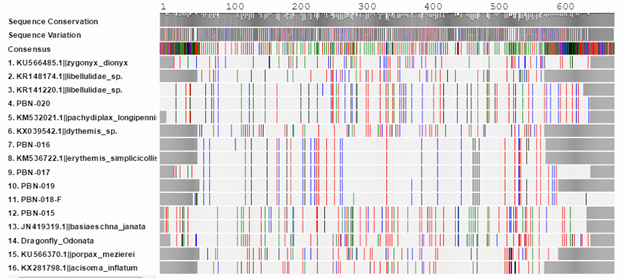 1 100 200 300 400 500 600
Sequence Conservation
Sequence Variation
Consensus
1. KU566485.1||zygonyx_dionyx
2. KR148174.1||libellulidae_sp.
3. KR141220.1||libellulidae_sp.
4. PBN-020
5. KM532021.1||pachydiplax_longipenni
6. KX039542.1||dythemis_sp.
7. PBN-016
8. KM536722.1||erythemis_simplicicollis
9. PBN-017
10. PBN-019
11. PBN-018-F
12. PBN-015
13. JN419319.1||basiaeschna_janata
14. Dragonfly_Odonata
15. KU566370.1||porpax_mezierei
16. KX281798.1||acisoma_inflatum